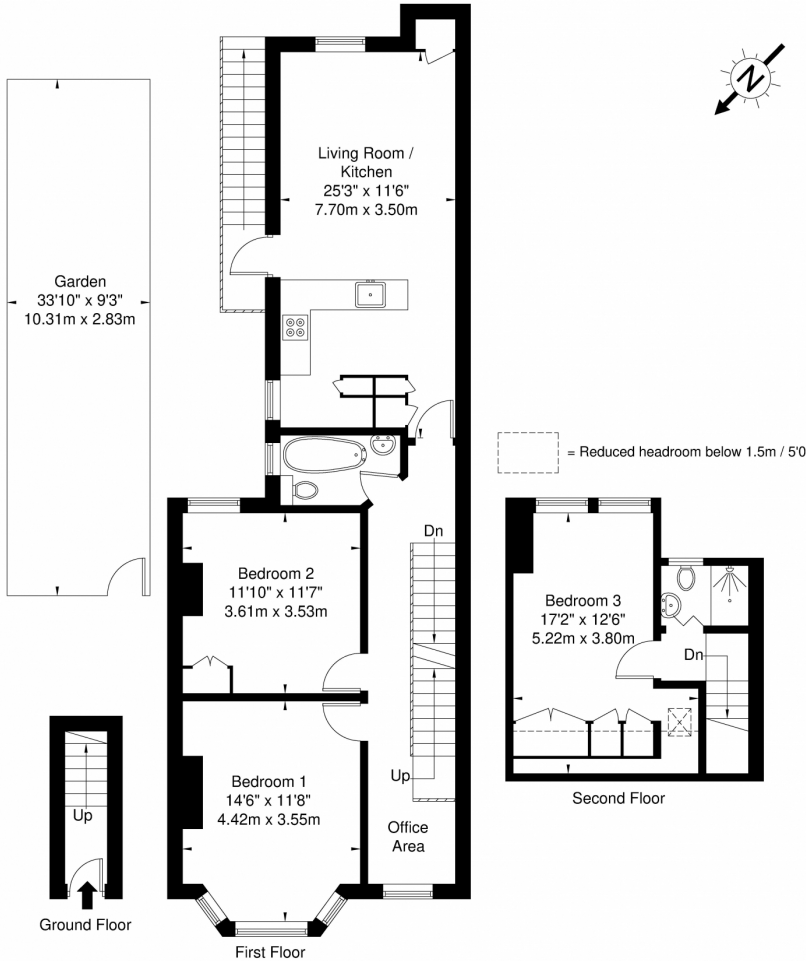 N
Living Room /
Kitchen
25'3" x 11'6"
7.70m x 3.50m
Garden
33'10" x 9'3"
10.31m x 2.83m
= Reduced headroom below 1.5m / 5'0
Dn
Bedroom 2
11'10" x 11'7"
3.61m x 3.53m
Bedroom 3
17'2" x 12'6"
5.22m x 3.80m
Dn
Bedroom 1
14'6" x 11'8"
4.42m x 3.55m
Up
Office
Area
Up
Second Floor
Ground Floor
First Floor